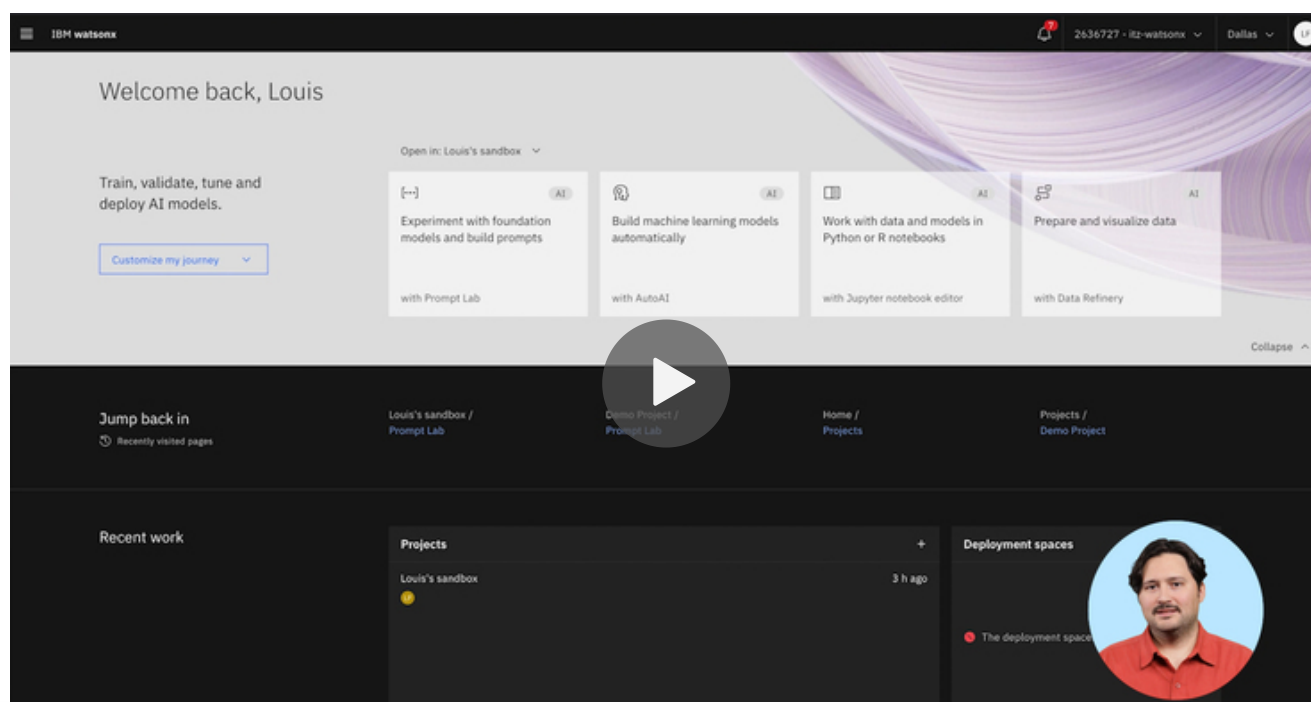 IBM watsonx
7
2636727 - itz-watsonx
Dallas
LF
Welcome back, Louis
Train, validate, tune and
deploy AI models.
Customize my journey
Open in: Louis's sandbox
AI
Experiment with foundation
models and build prompts
with Prompt Lab
AI
Build machine learning models
automatically
with AutoAI
AI
Work with data and models in
Python or R notebooks
with Jupyter notebook editor
AI
Prepare and visualize data
with Data Refinery
Collapse
Jump back in
Recently visited pages
Louis's sandbox /
Prompt Lab
Demo Project /
Prompt Lab
Home /
Projects
Projects /
Demo Project
Recent work
Projects
+
Louis's sandbox
3 h ago
LF
Deployment spaces
The deployment space